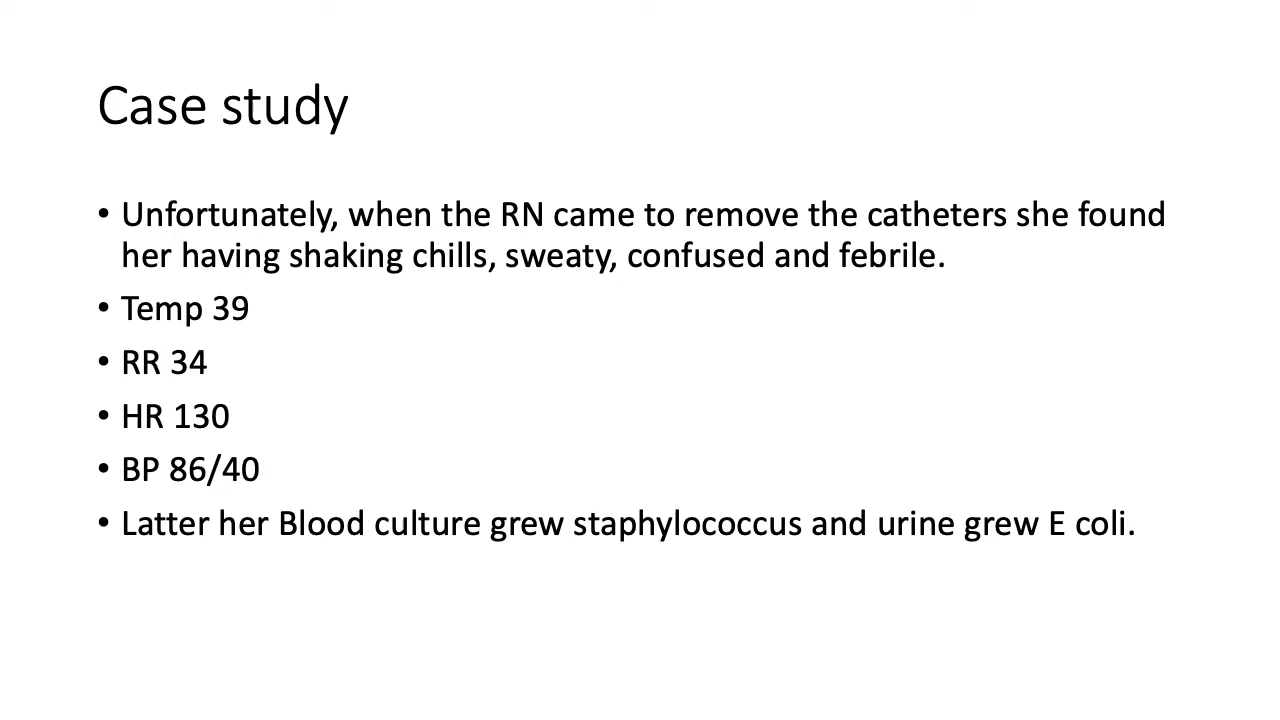 Case study
• Unfortunately, when the RN came to remove the catheters she found
her having shaking chills, sweaty, confused and febrile.
• Temp 39
• RR 34
• HR 130
• BP 86/40
• Latter her Blood culture grew staphylococcus and urine grew E coli.